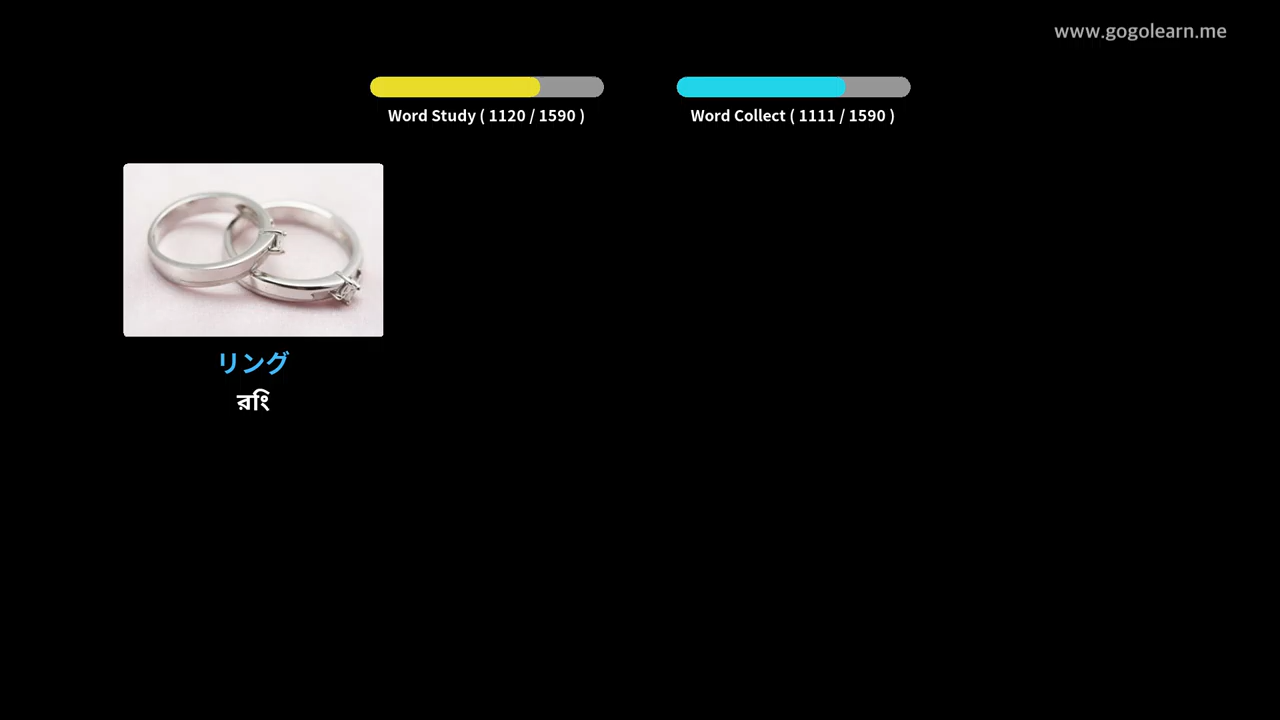 www.gogolearn.me
Word Study ( 1120 / 1590 )
Word Collect ( 1111 / 1590 )
リング
রিং